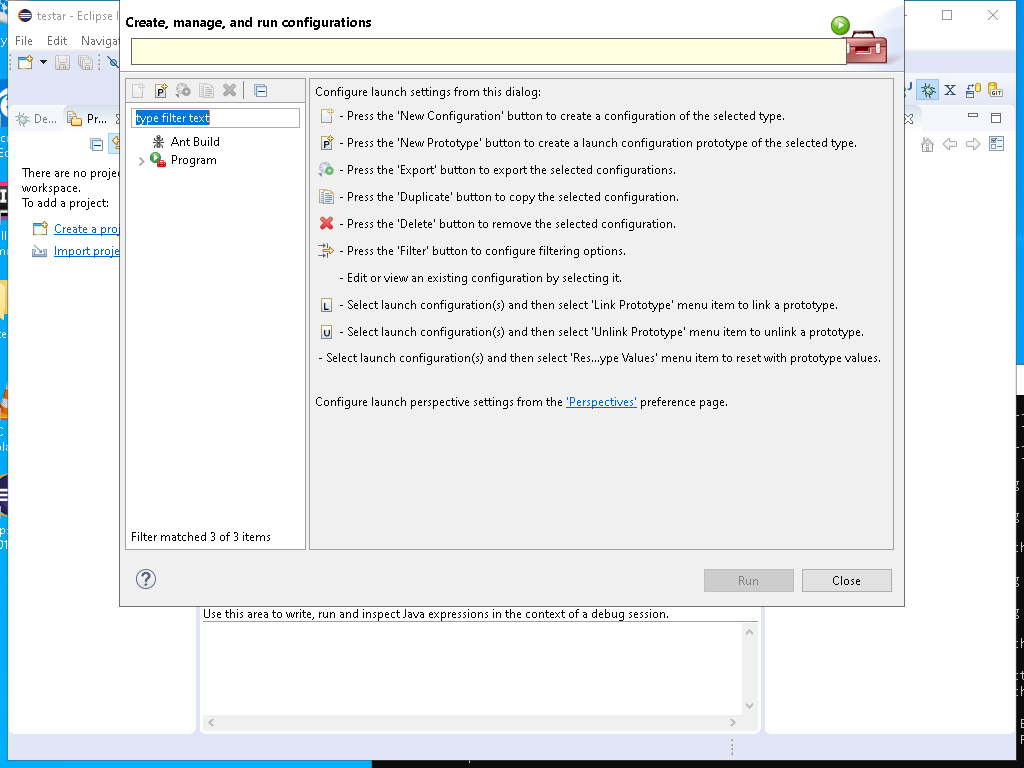 testar - Eclipse I
Create, manage, and run configurations
File Edit Naviga
X
GIT
De...
Pr...
type filter text
Ant Build
Program
Filter matched 3 of 3 items
There are no proje
workspace.
To add a project:
Create a proj
Import proje
Configure launch settings from this dialog:
- Press the 'New Configuration' button to create a configuration of the selected type.
P - Press the 'New Prototype' button to create a launch configuration prototype of the selected type.
- Press the 'Export' button to export the selected configurations.
- Press the 'Duplicate' button to copy the selected configuration.
- Press the 'Delete' button to remove the selected configuration.
- Press the 'Filter' button to configure filtering options.
- Edit or view an existing configuration by selecting it.
L - Select launch configuration(s) and then select 'Link Prototype' menu item to link a prototype.
U - Select launch configuration(s) and then select 'Unlink Prototype' menu item to unlink a prototype.
- Select launch configuration(s) and then select 'Res...ype Values' menu item to reset with prototype values.
Configure launch perspective settings from the 'Perspectives' preference page.
?
Run
Close
Use this area to write, run and inspect Java expressions in the context of a debug session.